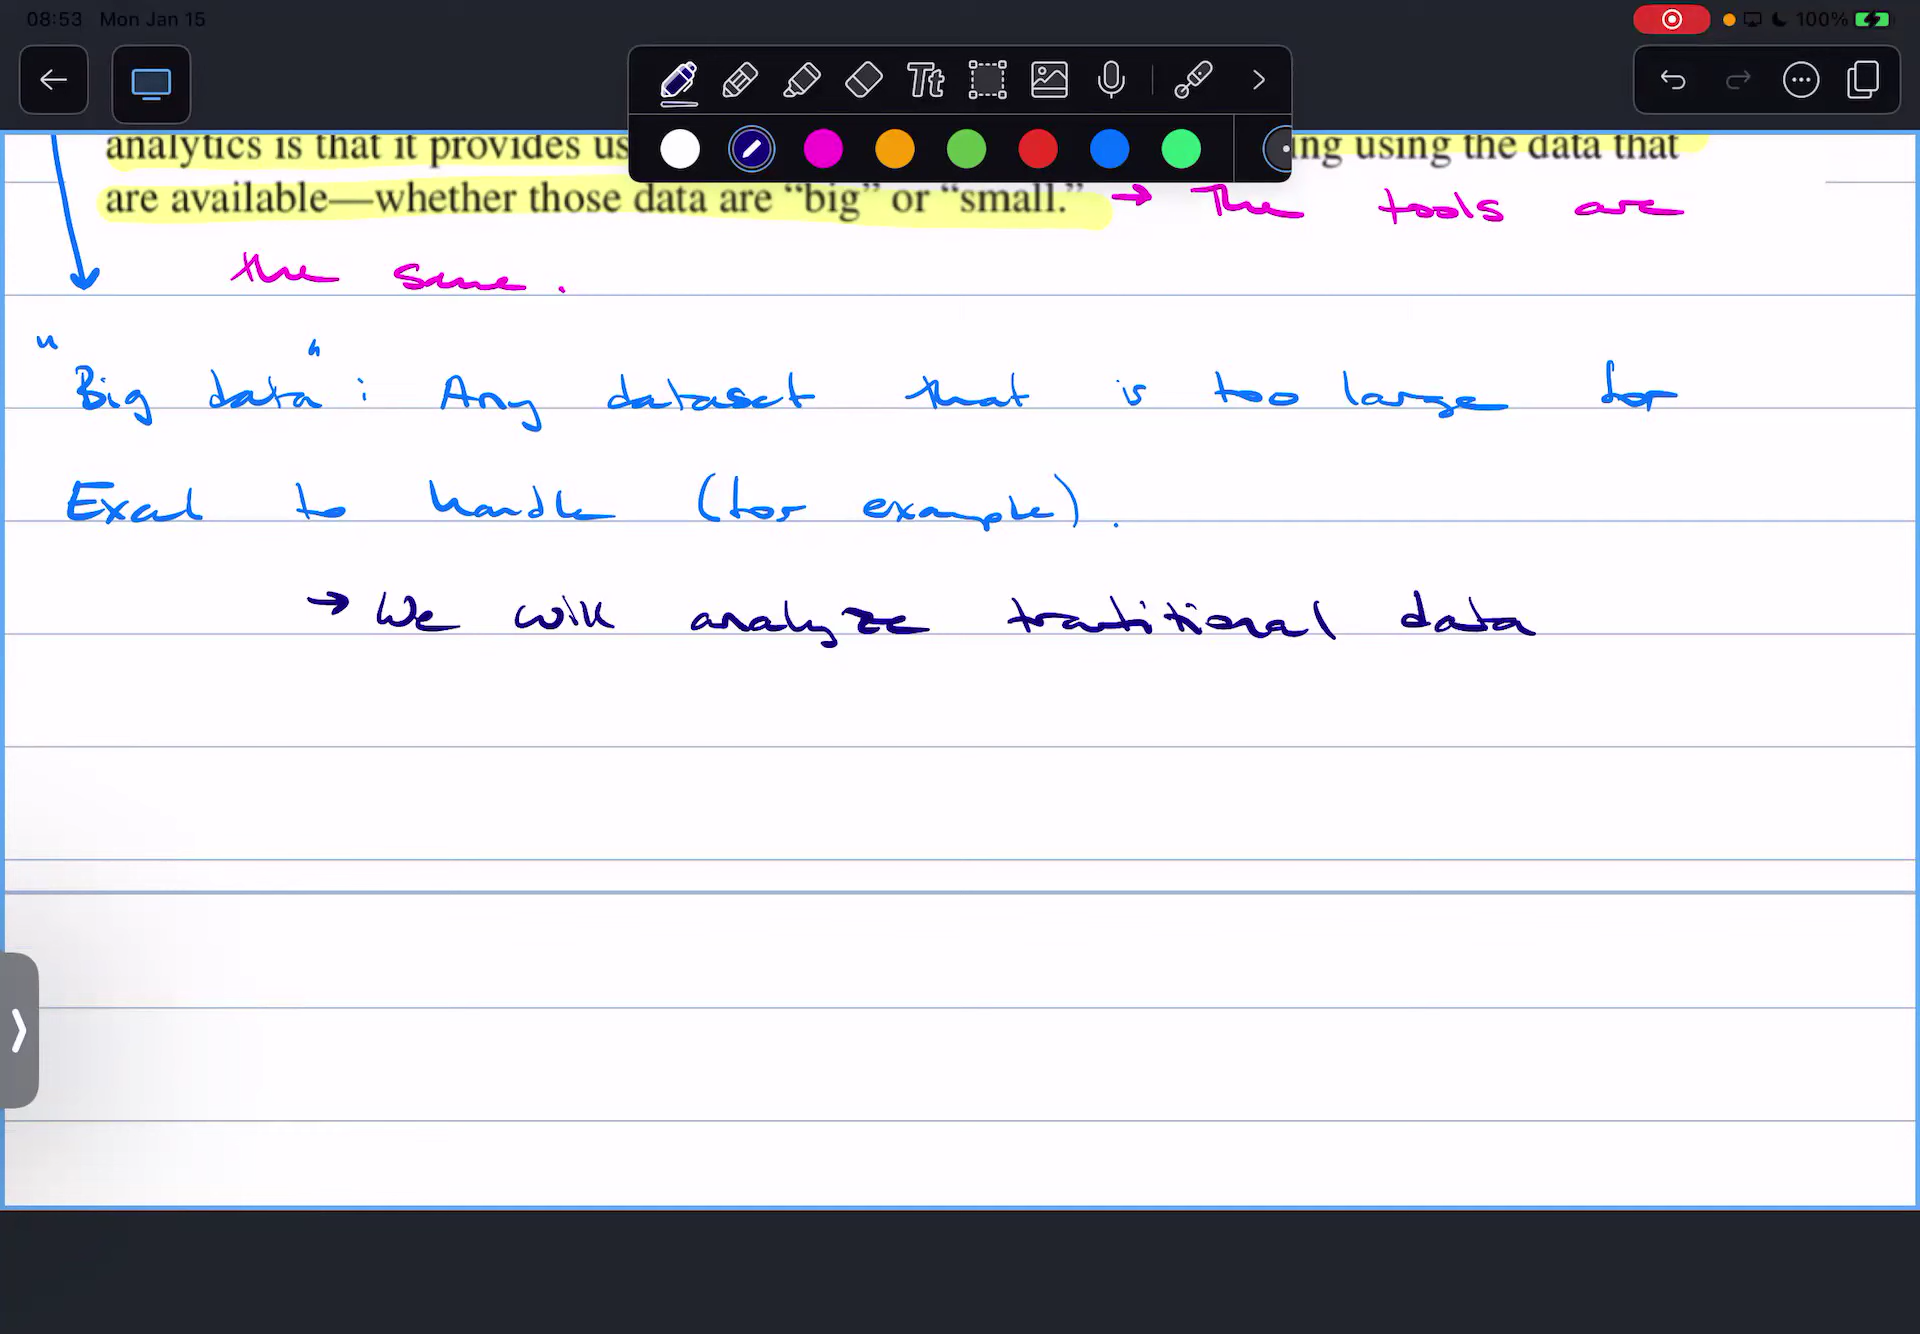 08:53 Mon Jan 15
100%
Tt
analytics is that it provides us ing using the data that
are available—whether those data are “big” or “small.” → The tools are
the same.
"Big data": Any dataset that is too large for
Excel to handle (for example).
→ We will analyze traditional data